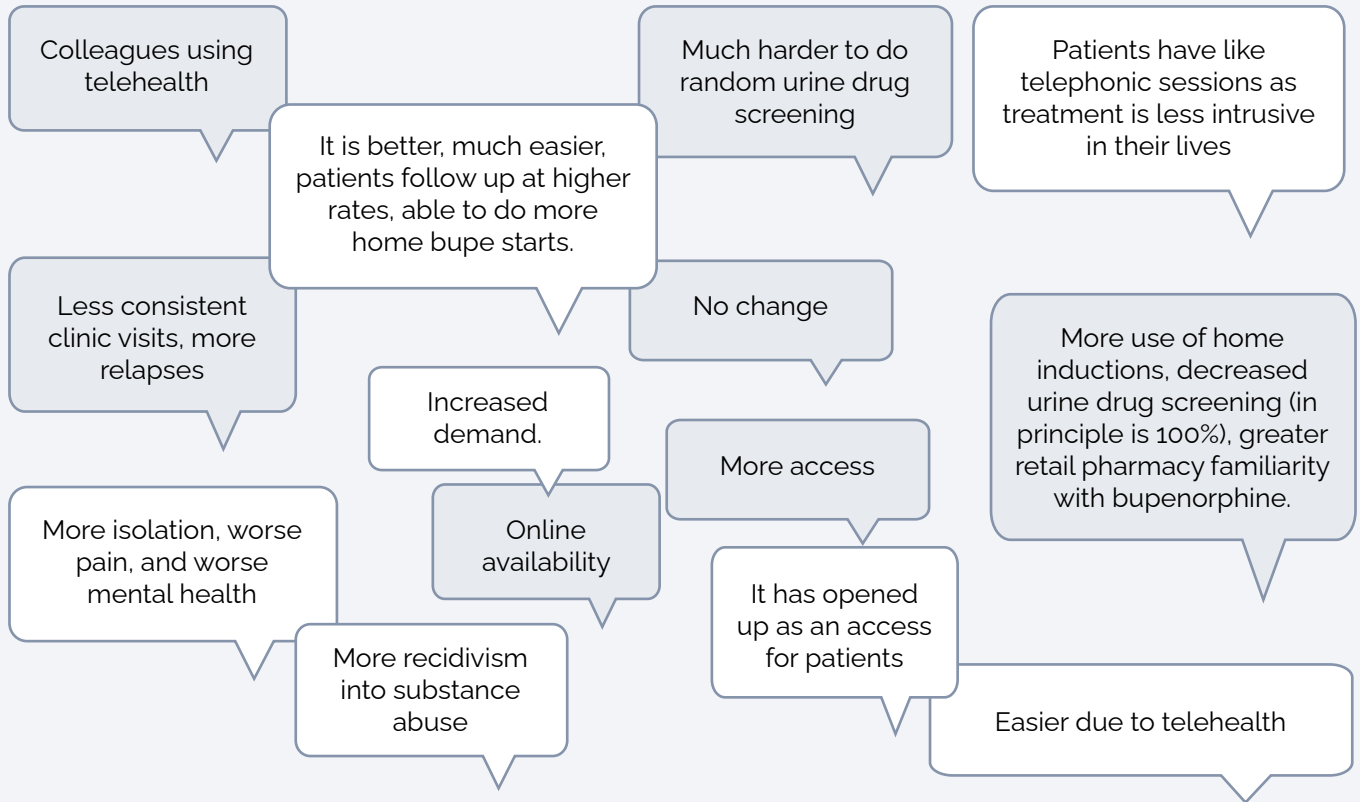 Colleagues using
telehealth
Much harder to do
random urine drug
screening
Patients have like
telephonic sessions as
treatment is less intrusive
in their lives
It is better, much easier,
patients follow up at higher
rates, able to do more
home bupe starts.
Less consistent
clinic visits, more
relapses
No change
More use of home
inductions, decreased
urine drug screening (in
principle is 100%), greater
retail pharmacy familiarity
with bupenorphine.
Increased
demand.
More access
More isolation, worse
pain, and worse
mental health
Online
availability
It has opened
up as an access
for patients
More recidivism
into substance
abuse
Easier due to telehealth